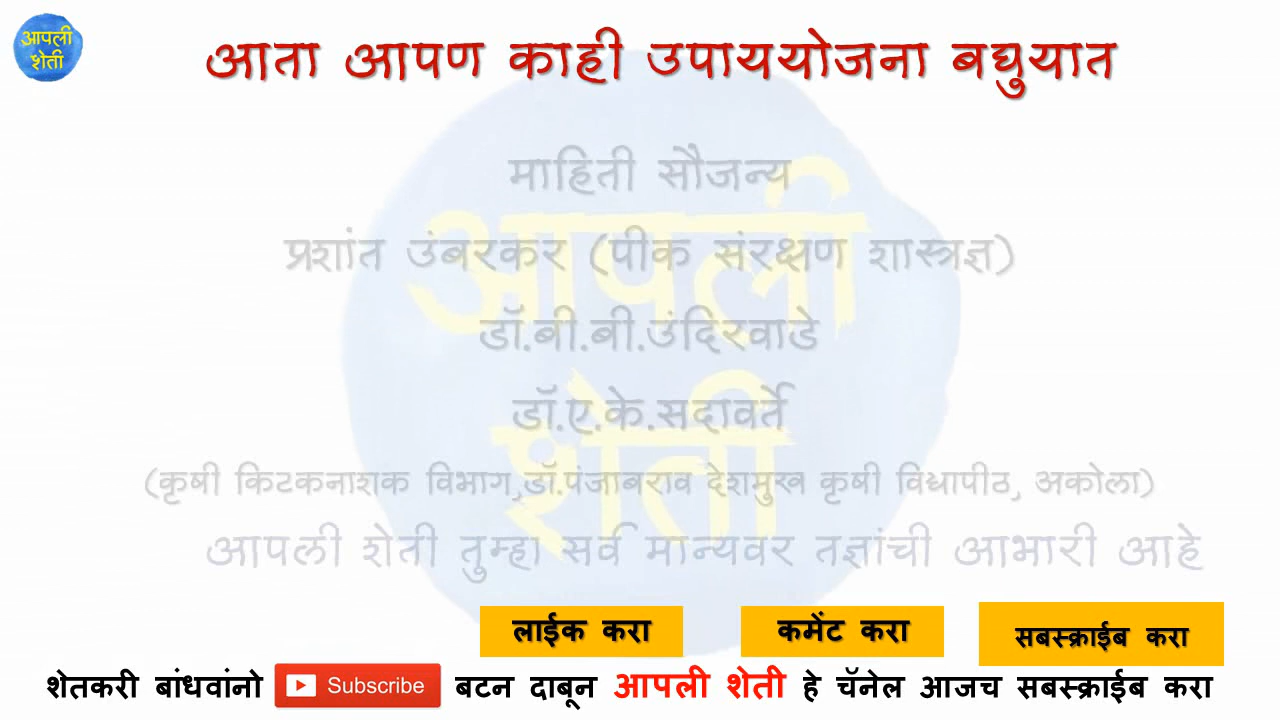 आपली
शेती
आता आपण काही उपाययोजना बघुयात
माहिती सौजन्य
प्रशांत उंबरकर (पीक संरक्षण शास्त्रज्ञ)
डॉ.बी.बी.उंदिरवाडे
डॉ.ए.के.सदावर्ते
(कृषी किटकनाशक विभाग,डॉ.पंजाबराव देशमुख कृषी विद्यापीठ, अकोला)
आपली शेती तुम्हा सर्व मान्यवर तज्ञांची आभारी आहे
आपली
शेती
लाईक करा
कमेंट करा
सबस्क्राईब करा
शेतकरी बांधवांनो Subscribe बटन दाबून आपली शेती हे चॅनेल आजच सबस्क्राईब करा